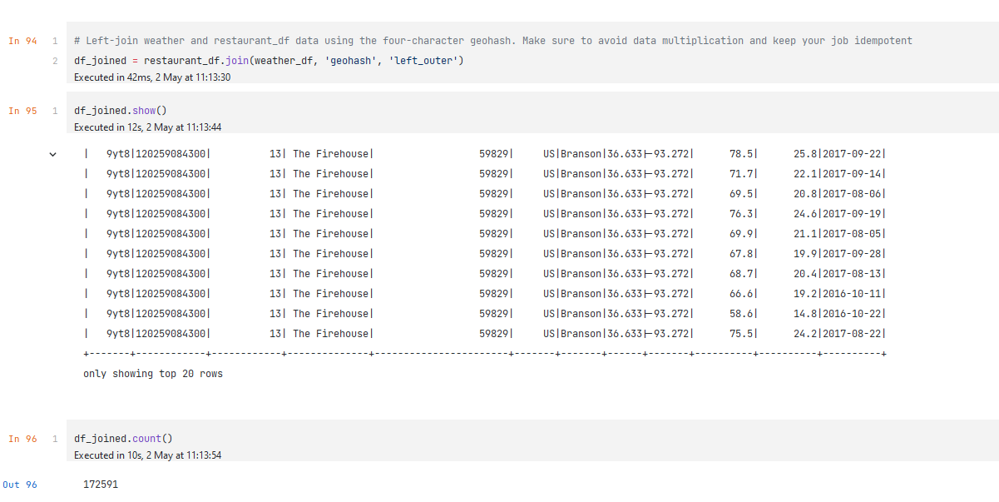 In 94 1 # Left-join weather and restaurant_df data using the four-character geohash. Make sure to avoid data multiplication and keep your job idempotent
2 df_joined = restaurant_df.join(weather_df, 'geohash', 'left_outer')
Executed in 42ms, 2 May at 11:13:30
In 95 1 df_joined.show()
Executed in 12s, 2 May at 11:13:44
|   9yt8|120259084300|          13| The Firehouse|                  59829|     US|Branson|36.633|-93.272|      78.5|      25.8|2017-09-22|
|   9yt8|120259084300|          13| The Firehouse|                  59829|     US|Branson|36.633|-93.272|      71.7|      22.1|2017-09-14|
|   9yt8|120259084300|          13| The Firehouse|                  59829|     US|Branson|36.633|-93.272|      69.5|      20.8|2017-08-06|
|   9yt8|120259084300|          13| The Firehouse|                  59829|     US|Branson|36.633|-93.272|      76.3|      24.6|2017-09-19|
|   9yt8|120259084300|          13| The Firehouse|                  59829|     US|Branson|36.633|-93.272|      69.9|      21.1|2017-08-05|
|   9yt8|120259084300|          13| The Firehouse|                  59829|     US|Branson|36.633|-93.272|      67.8|      19.9|2017-09-28|
|   9yt8|120259084300|          13| The Firehouse|                  59829|     US|Branson|36.633|-93.272|      68.7|      20.4|2017-08-13|
|   9yt8|120259084300|          13| The Firehouse|                  59829|     US|Branson|36.633|-93.272|      66.6|      19.2|2016-10-11|
|   9yt8|120259084300|          13| The Firehouse|                  59829|     US|Branson|36.633|-93.272|      58.6|      14.8|2016-10-22|
|   9yt8|120259084300|          13| The Firehouse|                  59829|     US|Branson|36.633|-93.272|      75.5|      24.2|2017-08-22|
+-------+------------+------------+--------------+-----------------------+-------+-------+------+-------+----------+----------+----------+
only showing top 20 rows
In 96 1 df_joined.count()
Executed in 10s, 2 May at 11:13:54
Out 96 172591